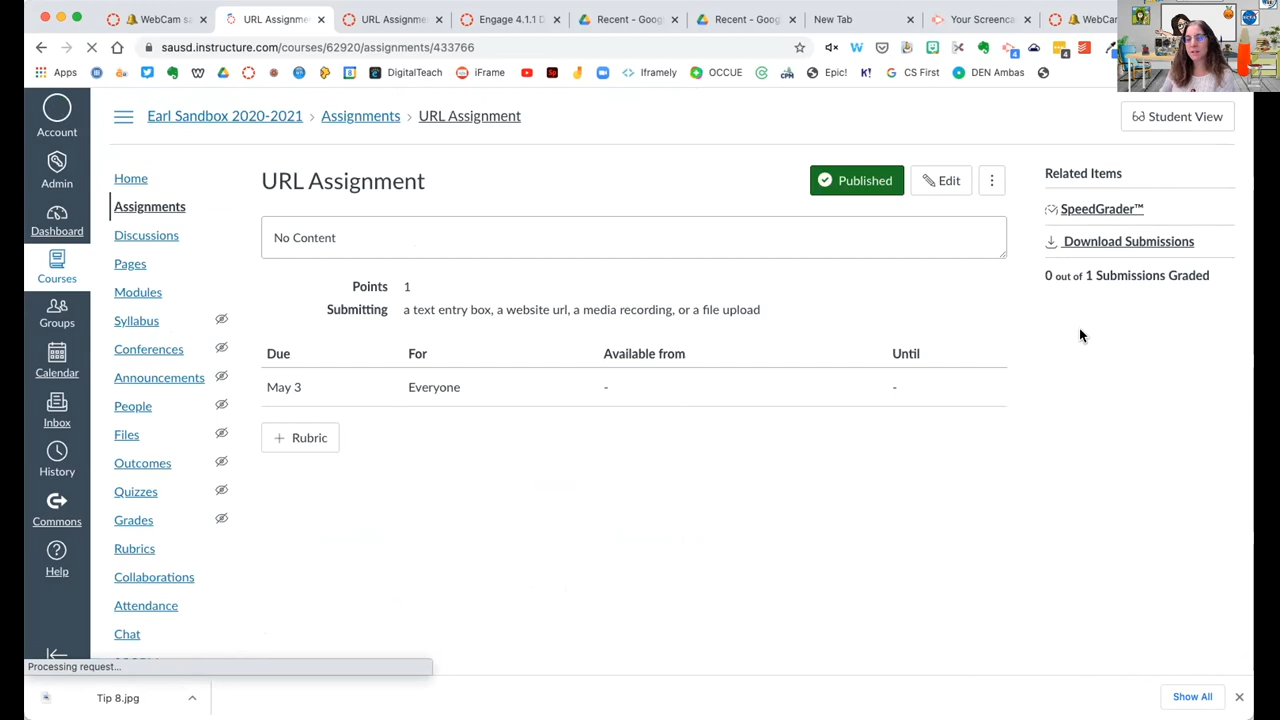 WebCam sa
URL Assignme
URL Assignme
Engage 4.1.1 D
Recent – Goog
Recent – Goog
New Tab
Your Screenca
WebCar
sausd.instructure.com/courses/62920/assignments/433766
Apps
DigitalTeach
iFrame
Iframely
OCCUE
Epic!
CS First
DEN Ambas
Account
Admin
Dashboard
Courses
Groups
Calendar
Inbox
History
Commons
Help
Earl Sandbox 2020-2021 > Assignments > URL Assignment
Student View
Home
Assignments
Discussions
Pages
Modules
Syllabus
Conferences
Announcements
People
Files
Outcomes
Quizzes
Grades
Rubrics
Collaborations
Attendance
Chat
URL Assignment
Published
Edit
No Content
Points 1
Submitting a text entry box, a website url, a media recording, or a file upload
Due For Available from Until
May 3 Everyone - -
+ Rubric
Related Items
SpeedGrader™
Download Submissions
0 out of 1 Submissions Graded
Processing request...
Tip 8.jpg
Show All